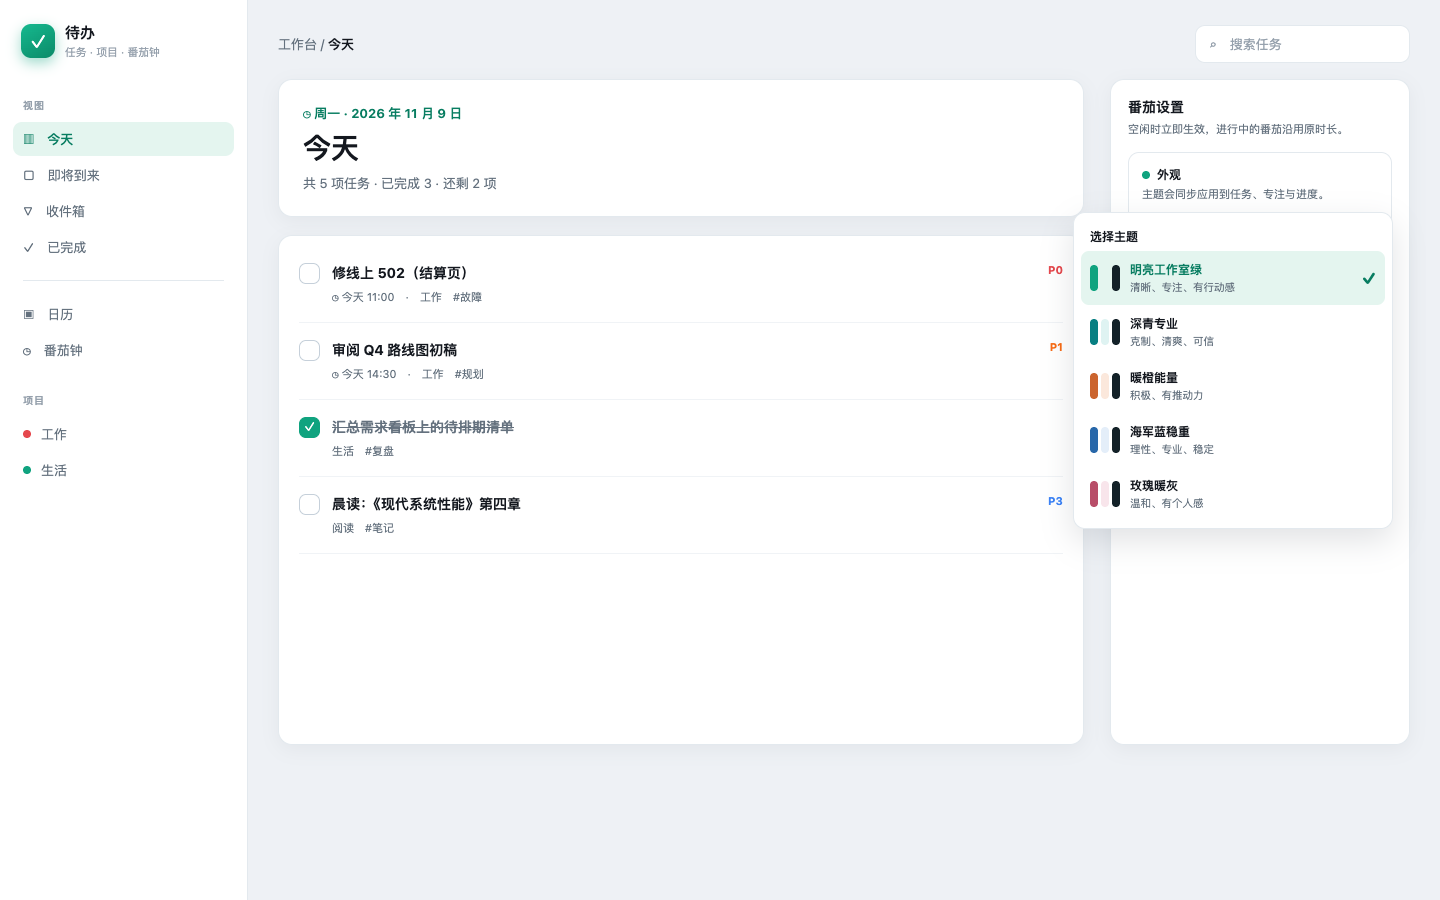 待办
任务 · 项目 · 番茄钟
视图
今天
即将到来
收件箱
已完成
日历
番茄钟
项目
工作
生活
工作台 / 今天
搜索任务
周一 · 2026 年 11 月 9 日
今天
共 5 项任务 · 已完成 3 · 还剩 2 项
修线上 502（结算页）
P0
今天 11:00 · 工作 #故障
审阅 Q4 路线图初稿
P1
今天 14:30 · 工作 #规划
汇总需求看板上的待排期清单
生活 #复盘
晨读：《现代系统性能》第四章
P3
阅读 #笔记
番茄设置
空闲时立即生效，进行中的番茄沿用原时长。
外观
主题会同步应用到任务、专注与进度。
选择主题
明亮工作室绿
清晰、专注、有行动感
深青专业
克制、清爽、可信
暖橙能量
积极、有推动力
海军蓝稳重
理性、专业、稳定
玫瑰暖灰
温和、有个人感